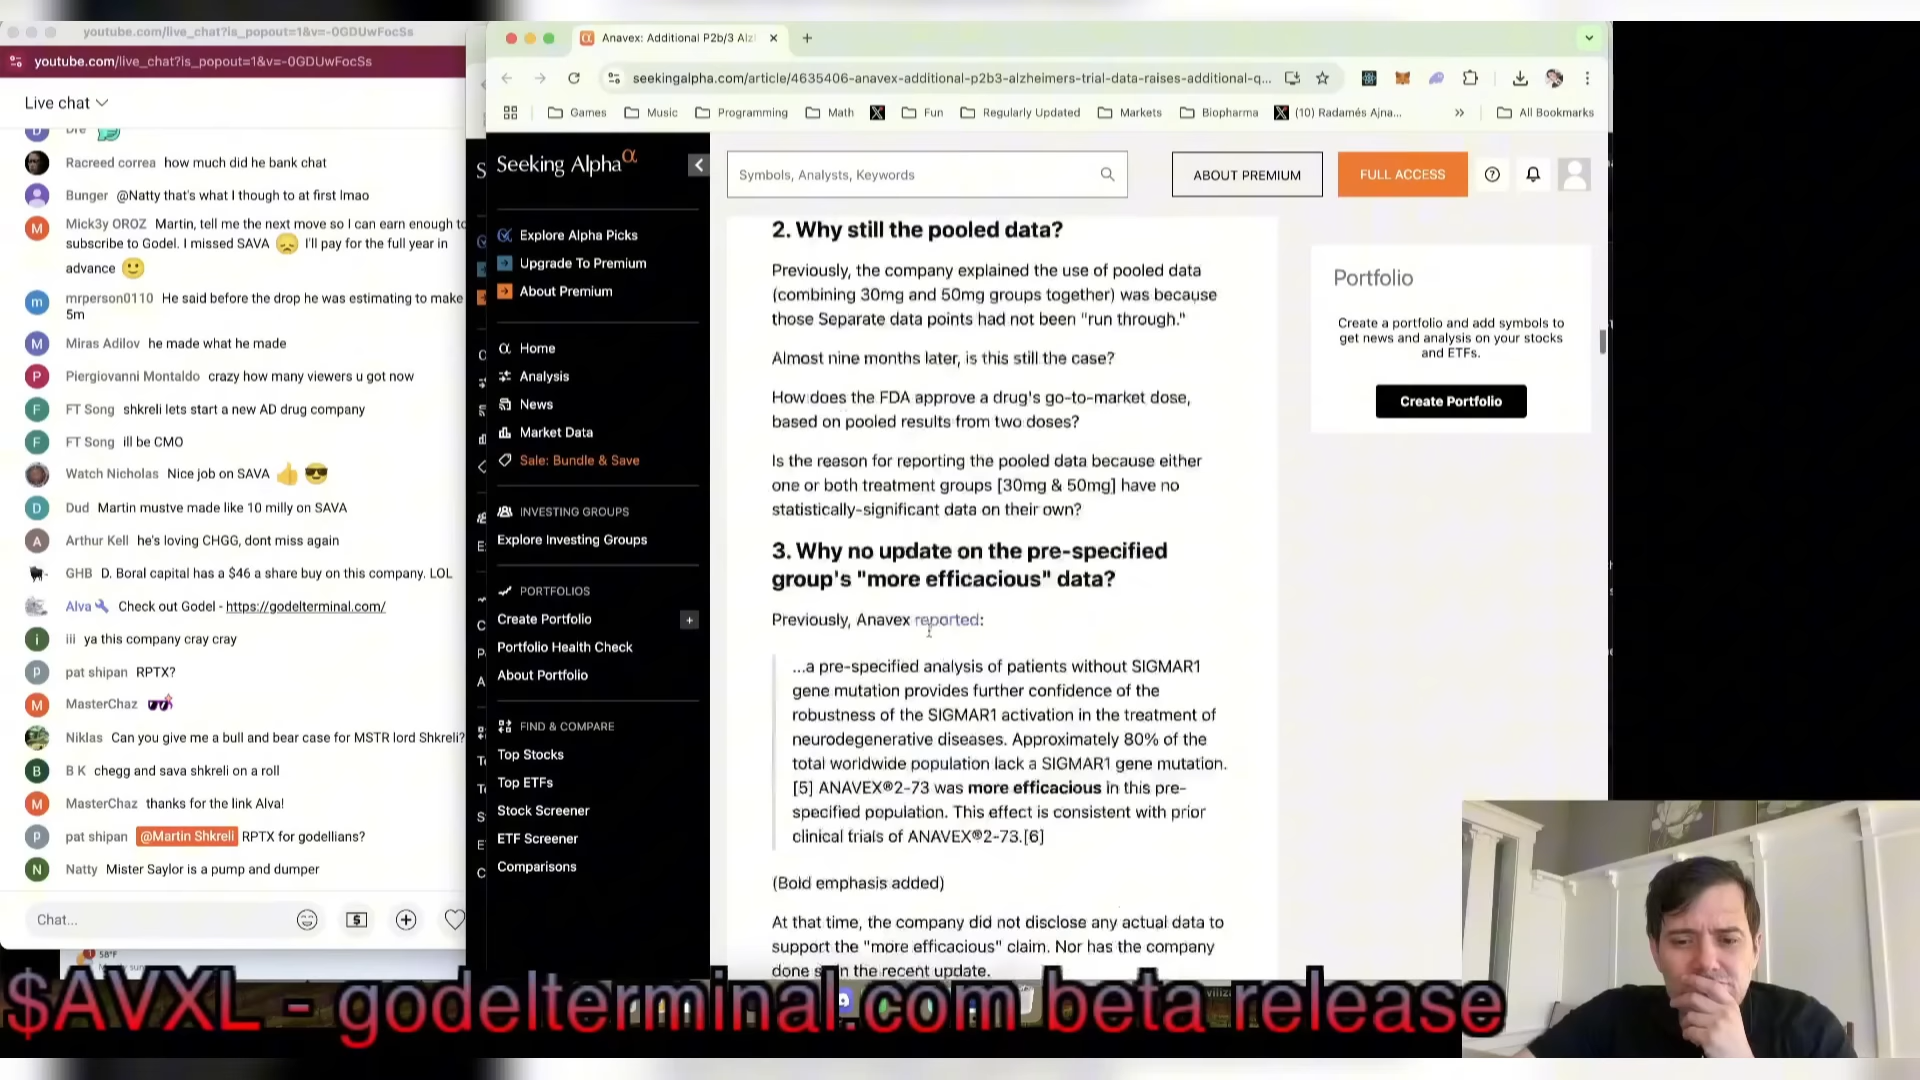 youtube.com/live_chat?is_popout=1&v=-0GDUwFocSs
youtube.com/live_chat?is_popout=1&v=-0GDUwFocSs
Live chat
Dre
Racreed correa how much did he bank chat
Bunger @Natty that's what I though to at first lmao
Mick3y OROZ Martin, tell me the next move so I can earn enough to
subscribe to Godel. I missed SAVA I'll pay for the full year in
advance
mrperson0110 He said before the drop he was estimating to make
5m
Miras Adilov he made what he made
Piergiovanni Montaldo crazy how many viewers u got now
FT Song shkreli lets start a new AD drug company
FT Song ill be CMO
Watch Nicholas Nice job on SAVA
Dud Martin mustve made like 10 milly on SAVA
Arthur Kell he's loving CHGG, dont miss again
GHB D. Boral capital has a $46 a share buy on this company. LOL
Alva Check out Godel - https://godelterminal.com/
iii ya this company cray cray
pat shipan RPTX?
MasterChaz
Niklas Can you give me a bull and bear case for MSTR lord Shkreli?
B K chegg and sava shkreli on a roll
MasterChaz thanks for the link Alva!
pat shipan @Martin Shkreli RPTX for godellians?
Natty Mister Saylor is a pump and dumper
Chat...
58°F
Anavex: Additional P2b/3 Alz
seekingalpha.com/article/4635406-anavex-additional-p2b3-alzheimers-trial-data-raises-additional-q...
Games Music Programming Math Fun Regularly Updated Markets Biopharma (10) Radamés Ajna... All Bookmarks
Seeking Alpha α
Symbols, Analysts, Keywords
ABOUT PREMIUM
FULL ACCESS
Explore Alpha Picks
Upgrade To Premium
About Premium
Home
Analysis
News
Market Data
Sale: Bundle & Save
INVESTING GROUPS
Explore Investing Groups
PORTFOLIOS
Create Portfolio
Portfolio Health Check
About Portfolio
FIND & COMPARE
Top Stocks
Top ETFs
Stock Screener
ETF Screener
Comparisons
2. Why still the pooled data?
Previously, the company explained the use of pooled data
(combining 30mg and 50mg groups together) was because
those Separate data points had not been "run through."
Almost nine months later, is this still the case?
How does the FDA approve a drug's go-to-market dose,
based on pooled results from two doses?
Is the reason for reporting the pooled data because either
one or both treatment groups [30mg & 50mg] have no
statistically-significant data on their own?
3. Why no update on the pre-specified
group's "more efficacious" data?
Previously, Anavex reported:
...a pre-specified analysis of patients without SIGMAR1
gene mutation provides further confidence of the
robustness of the SIGMAR1 activation in the treatment of
neurodegenerative diseases. Approximately 80% of the
total worldwide population lack a SIGMAR1 gene mutation.
[5] ANAVEX®2-73 was more efficacious in this pre-
specified population. This effect is consistent with prior
clinical trials of ANAVEX®2-73.[6]
(Bold emphasis added)
At that time, the company did not disclose any actual data to
support the "more efficacious" claim. Nor has the company
done in the recent update.
Portfolio
Create a portfolio and add symbols to
get news and analysis on your stocks
and ETFs.
Create Portfolio
$AVXL - godelterminal.com beta release